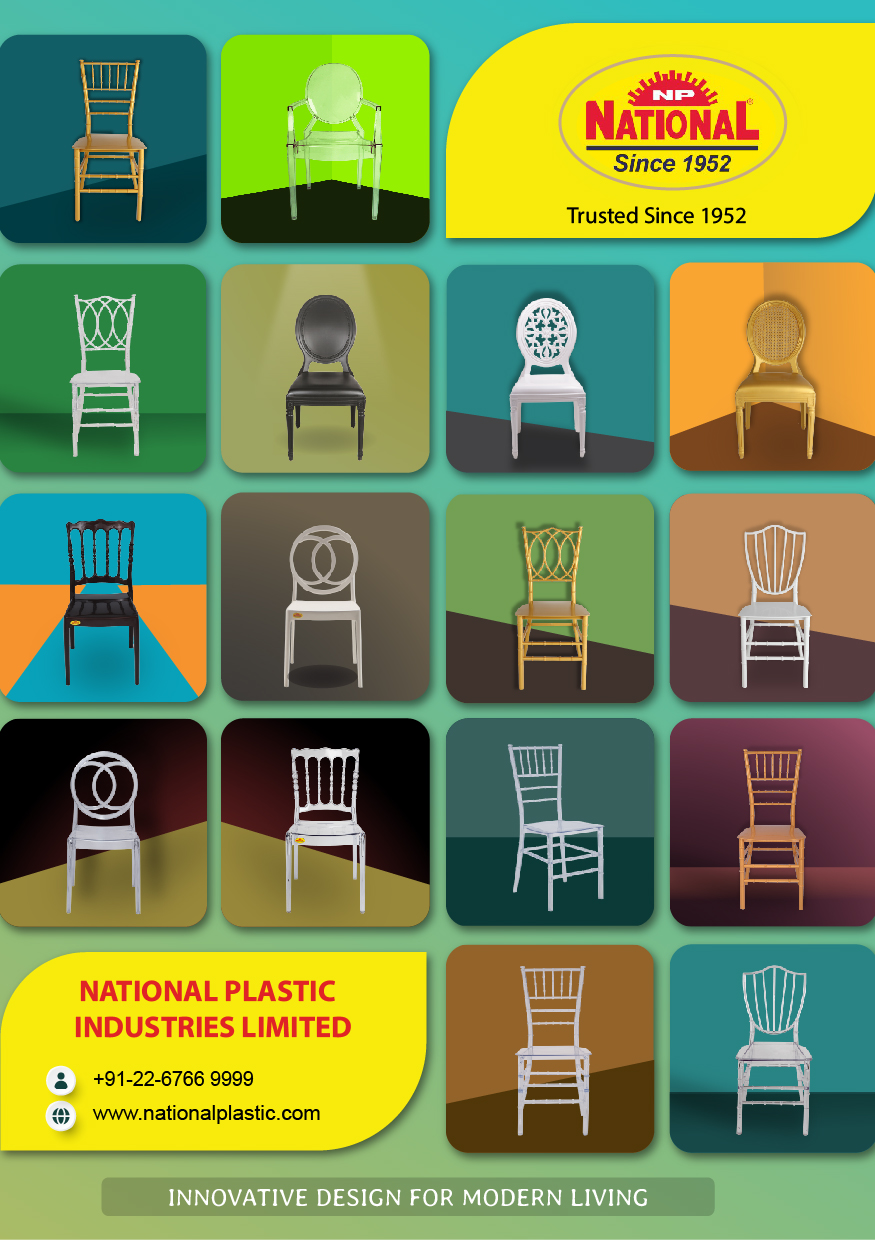 NP
NATIONAL®
Since 1952
Trusted Since 1952
NATIONAL PLASTIC
INDUSTRIES LIMITED
+91-22-6766 9999
www.nationalplastic.com
INNOVATIVE DESIGN FOR MODERN LIVING